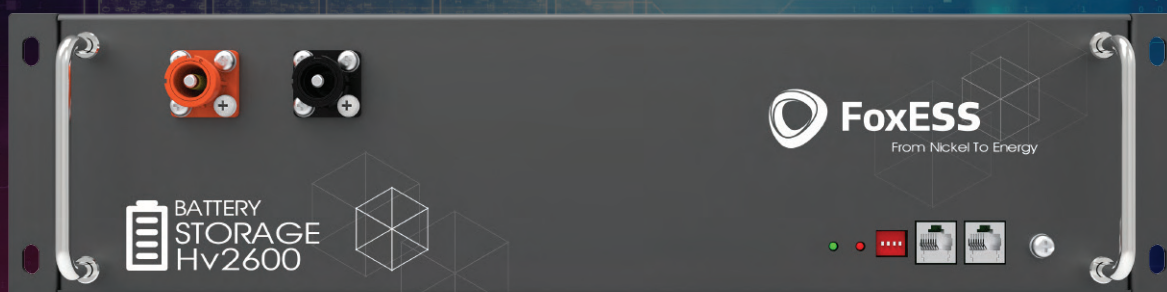 FoxESS
From Nickel To Energy
BATTERY
STORAGE
Hv2600